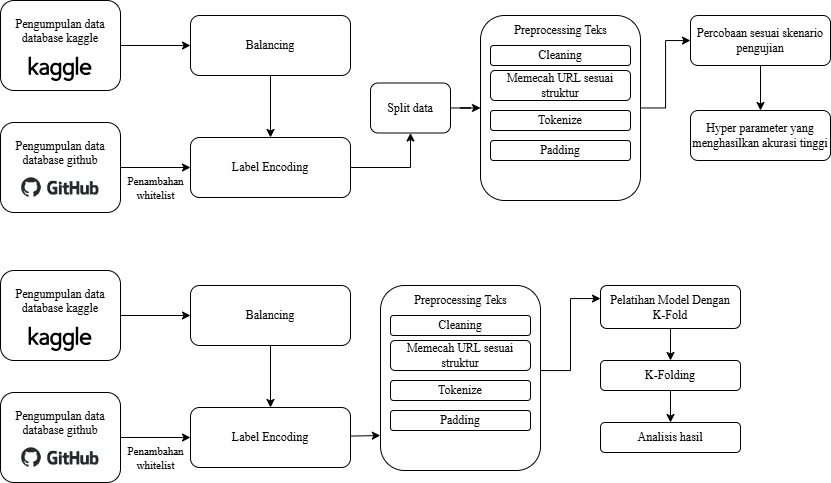 Pengumpulan data
database kaggle
kaggle
Balancing
Pengumpulan data
database github
GitHub
Penambahan
whitelist
Label Encoding
Split data
Preprocessing Teks
Cleaning
Memecah URL sesuai
struktur
Tokenize
Padding
Percobaan sesuai skenario
pengujian
Hyper parameter yang
menghasilkan akurasi tinggi
Pengumpulan data
database kaggle
kaggle
Balancing
Pengumpulan data
database github
GitHub
Penambahan
whitelist
Label Encoding
Preprocessing Teks
Cleaning
Memecah URL sesuai
struktur
Tokenize
Padding
Pelatihan Model Dengan
K-Fold
K-Folding
Analisis hasil